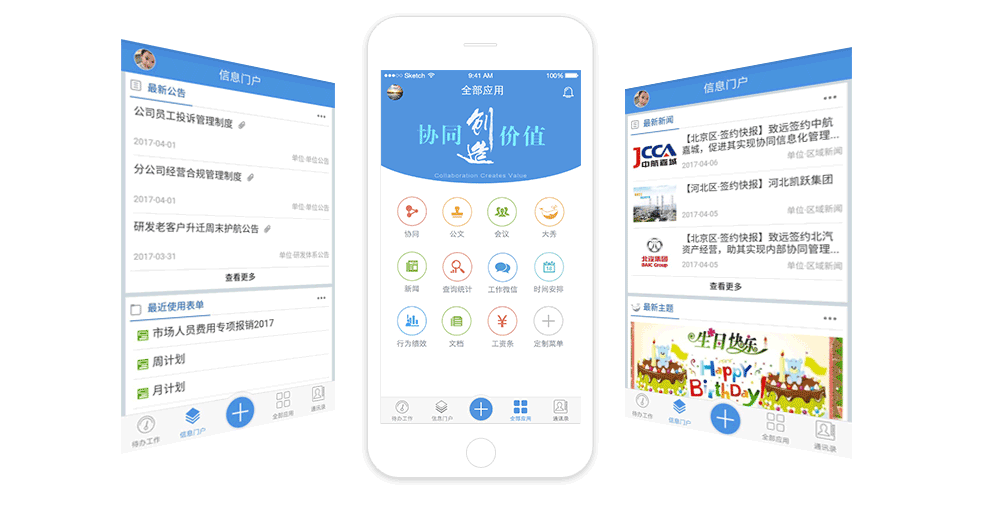 信息门户
最新公告
公司员工投诉管理制度
2017-04-01
单位·单位公告
分公司经营合规管理制度
2017-04-01
单位·单位公告
研发老客户升迁周末护航公告
2017-03-31
单位·研发体系公告
查看更多
最近使用表单
市场人员费用专项报销2017
周计划
月计划
待办工作
信息门户
全部应用
通讯录
Sketch
9:41 AM
100%
全部应用
协同创造价值
Collaboration Creates Value
协同
公文
会议
大秀
新闻
查询统计
工作微信
时间安排
行为绩效
文档
工资条
定制菜单
待办工作
信息门户
全部应用
通讯录
信息门户
最新新闻
JCCA
中航嘉城
【北京区·签约快报】致远签约中航
嘉城，促进其实现协同信息化管理...
2017-04-06
单位·区域新闻
【河北区·签约快报】河北凯跃集团
2017-04-05
单位·区域新闻
北汽集团
BAIC Group
【北京区·签约快报】致远签约北汽
资产经营，助其实现内部协同管理...
2017-04-05
单位·区域新闻
查看更多
最新主题
生日快乐
Happy
BirthDay!
待办工作
信息门户
全部应用
通讯录